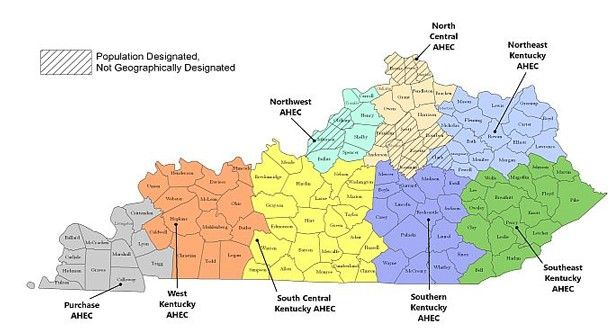 Population Designated,
Not Geographically Designated
North
Central
AHEC
Northeast
Kentucky
AHEC
Northwest
AHEC
Carroll
Henry
Shelby
Spencer
Bullitt
Grant
Pendleton
Owen
Harrison
Scott
Anderson
Clark
Mason
Lewis
Greenup
Fleming
Carter
Boyd
Nicholas
Bath
Rowan
Elliott
Lawrence
Menifee
Morgan
Union
Henderson
Daviess
Hancock
Webster
McLean
Ohio
Hopkins
Muhlenberg
Butler
Caldwell
Christian
Todd
Logan
Meade
Breckinridge
Hardin
Nelson
Washington
Grayson
Larue
Marion
Taylor
Edmonson
Hart
Green
Adair
Warren
Barren
Metcalfe
Russell
Simpson
Allen
Monroe
Cumberland
Clinton
Mercer
Madison
Estill
Boyle
Garrard
Lincoln
Rockcastle
Jackson
Casey
Pulaski
Laurel
Wayne
McCreary
Whitley
Knox
Wolfe
Magoffin
Johnson
Martin
Lee
Breathitt
Floyd
Pike
Owsley
Knott
Perry
Clay
Leslie
Letcher
Harlan
Bell
Livingston
Crittenden
Lyon
Trigg
Ballard
McCracken
Carlisle
Marshall
Hickman
Graves
Calloway
Fulton
Purchase
AHEC
West
Kentucky
AHEC
South Central
Kentucky AHEC
Southern
Kentucky
AHEC
Southeast
Kentucky
AHEC